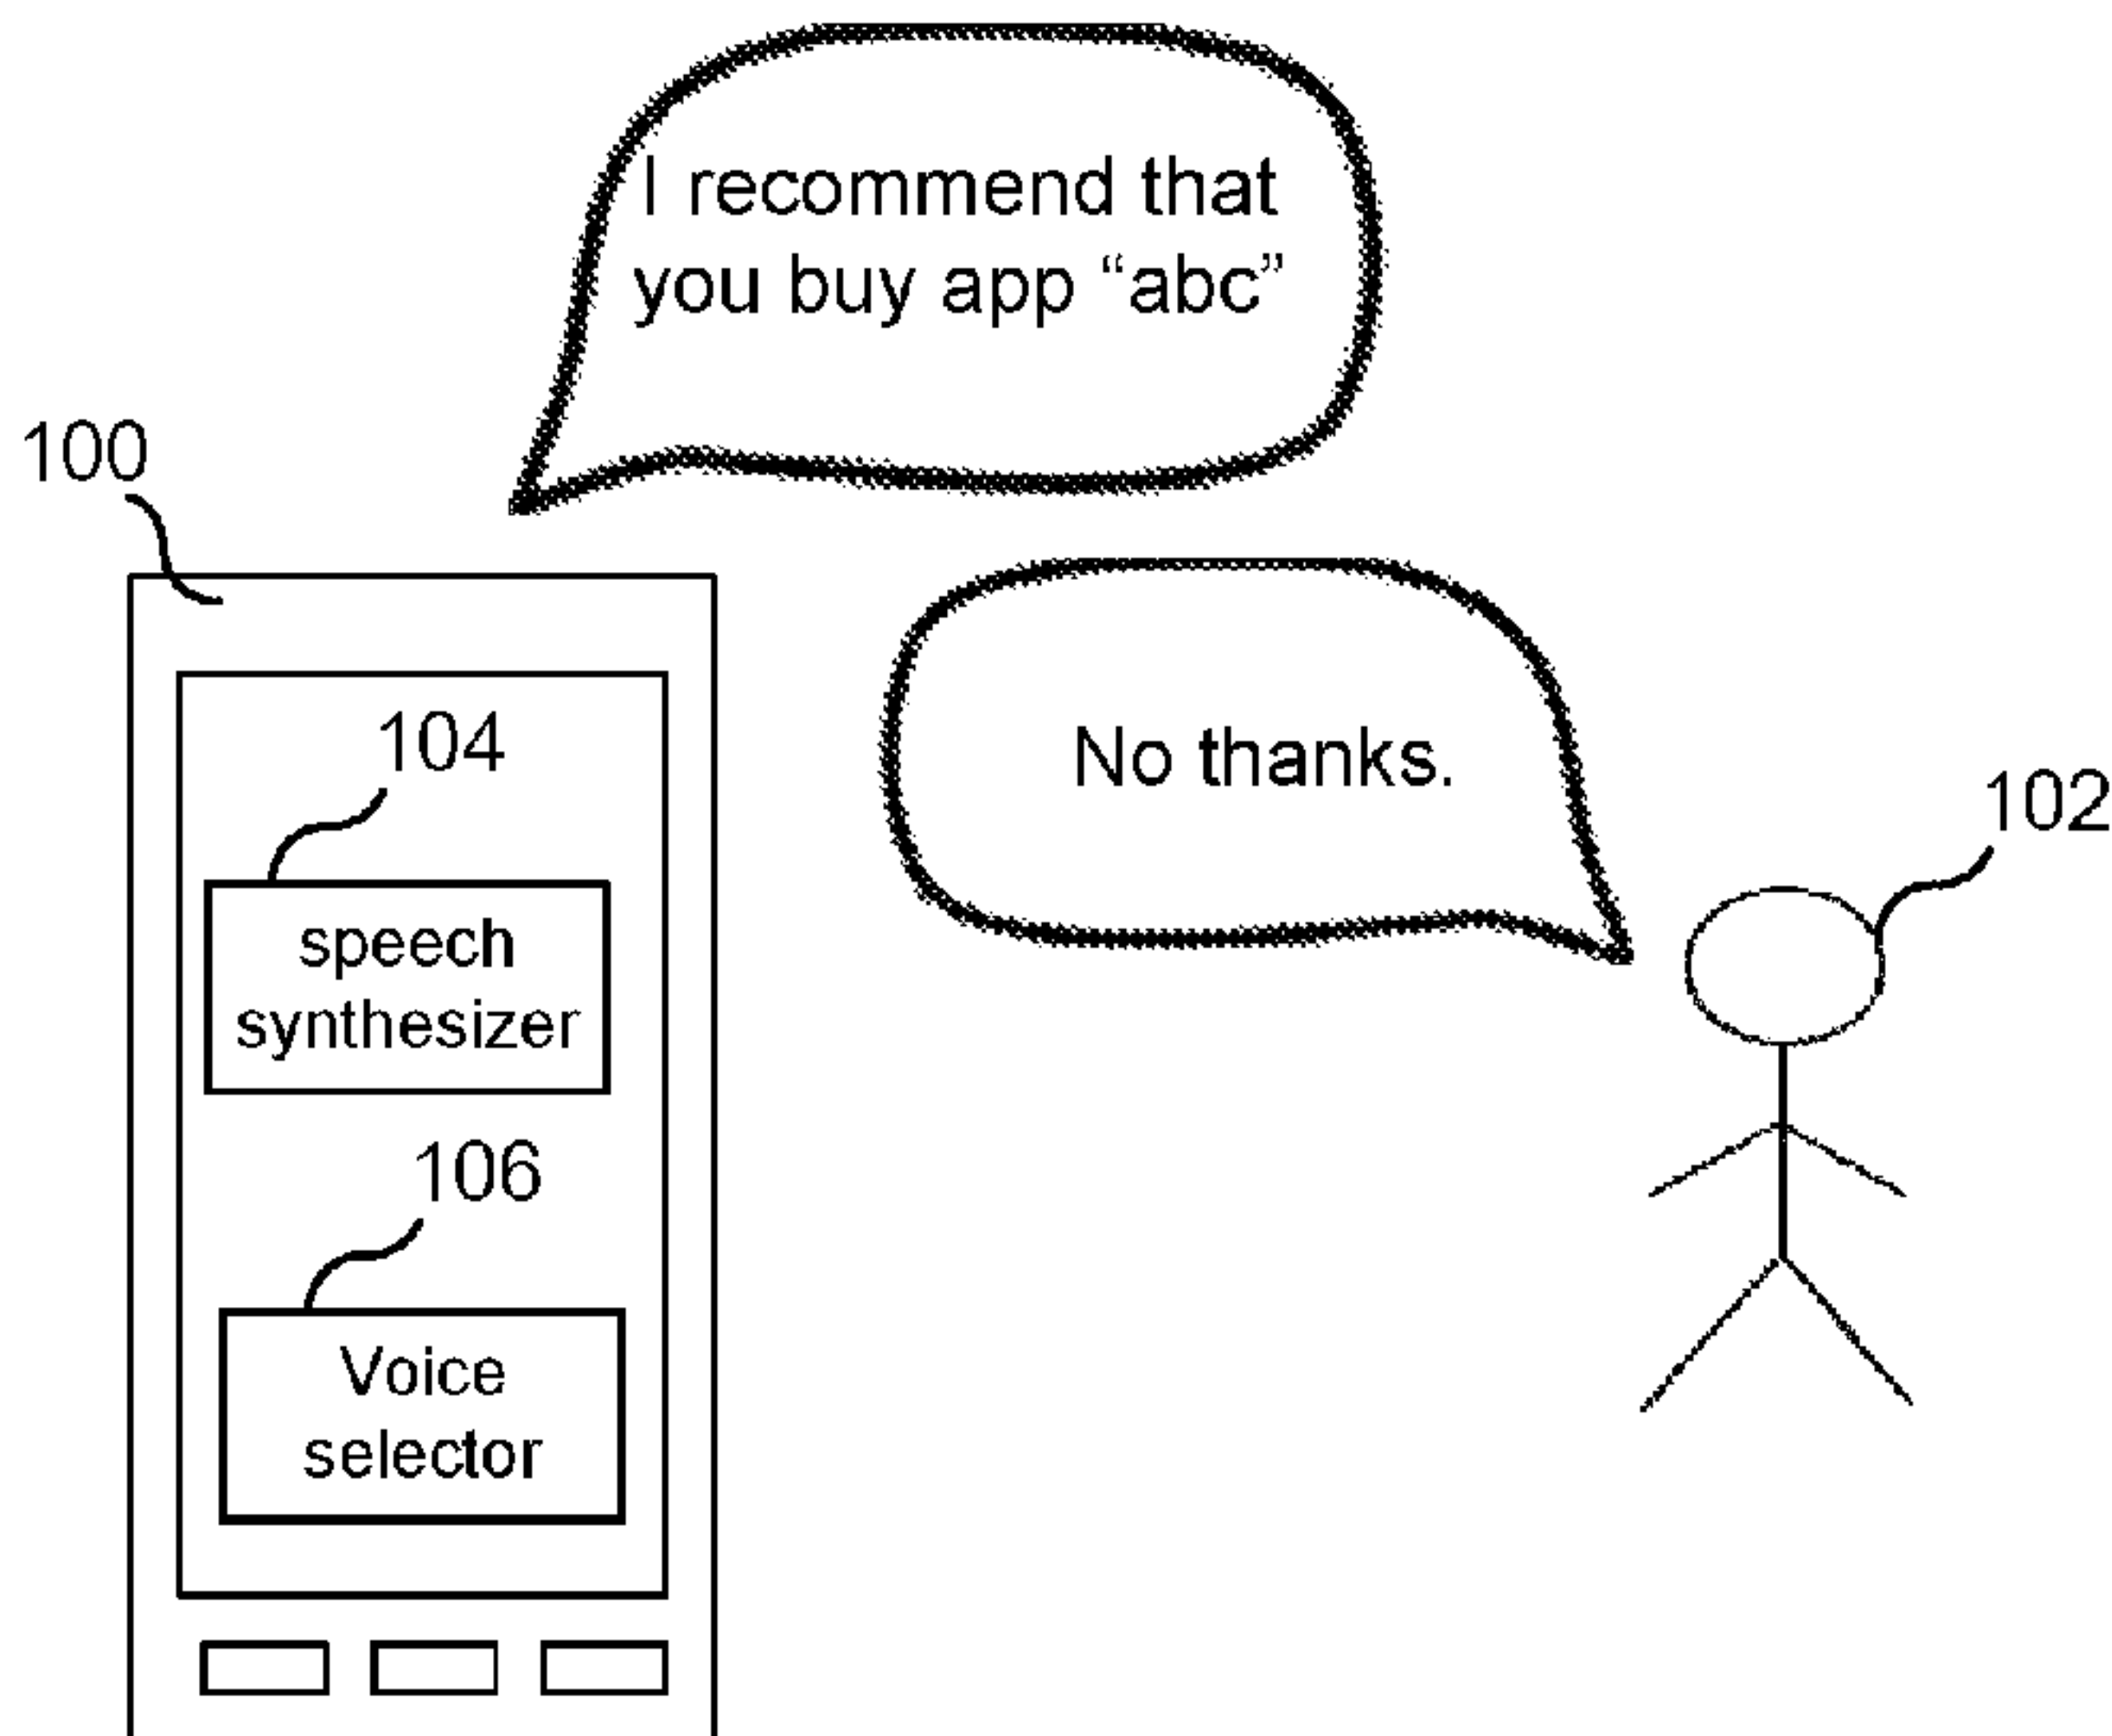 I recommend that
you buy app “abc”
100
No thanks.
104
102
speech
synthesizer
106
Voice
selector